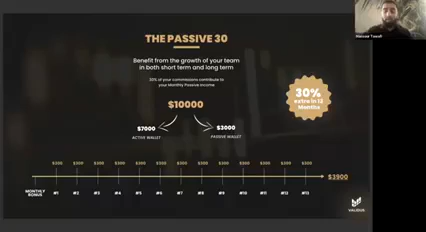 THE PASSIVE 30
Benefit from the growth of your team
in both short term and long term
30% of your commissions contribute to
your Monthly Passive Income
$10000
30%
extra in 13
Months
$7000
ACTIVE WALLET
$3000
PASSIVE WALLET
$300 $300 $300 $300 $300 $300 $300 $300 $300 $300 $300 $300 $300
$3900
MONTHLY
BONUS
#1 #2 #3 #4 #5 #6 #7 #8 #9 #10 #11 #12 #13
VALOUS